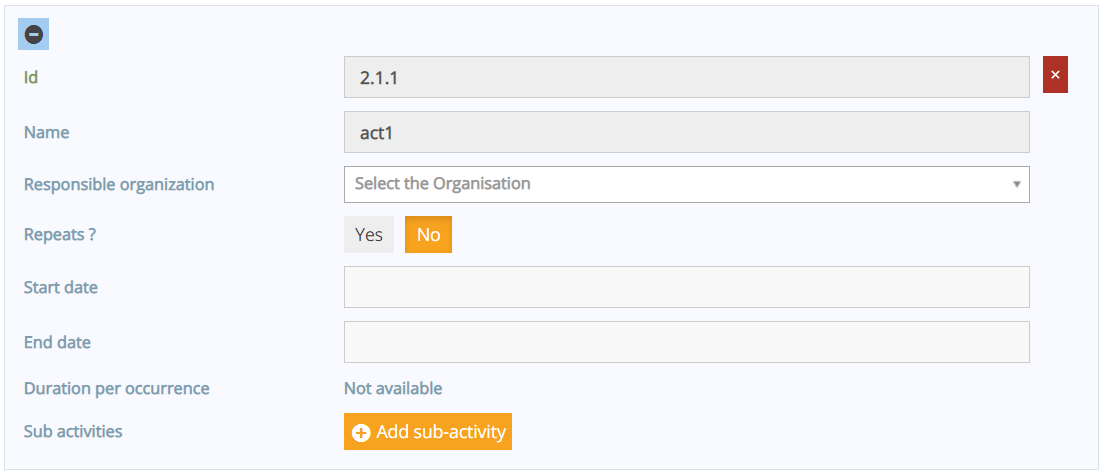 Id 2.1.1 ×
Name act1
Responsible organization Select the Organisation
Repeats ? Yes No
Start date
End date
Duration per occurrence Not available
Sub activities Add sub-activity